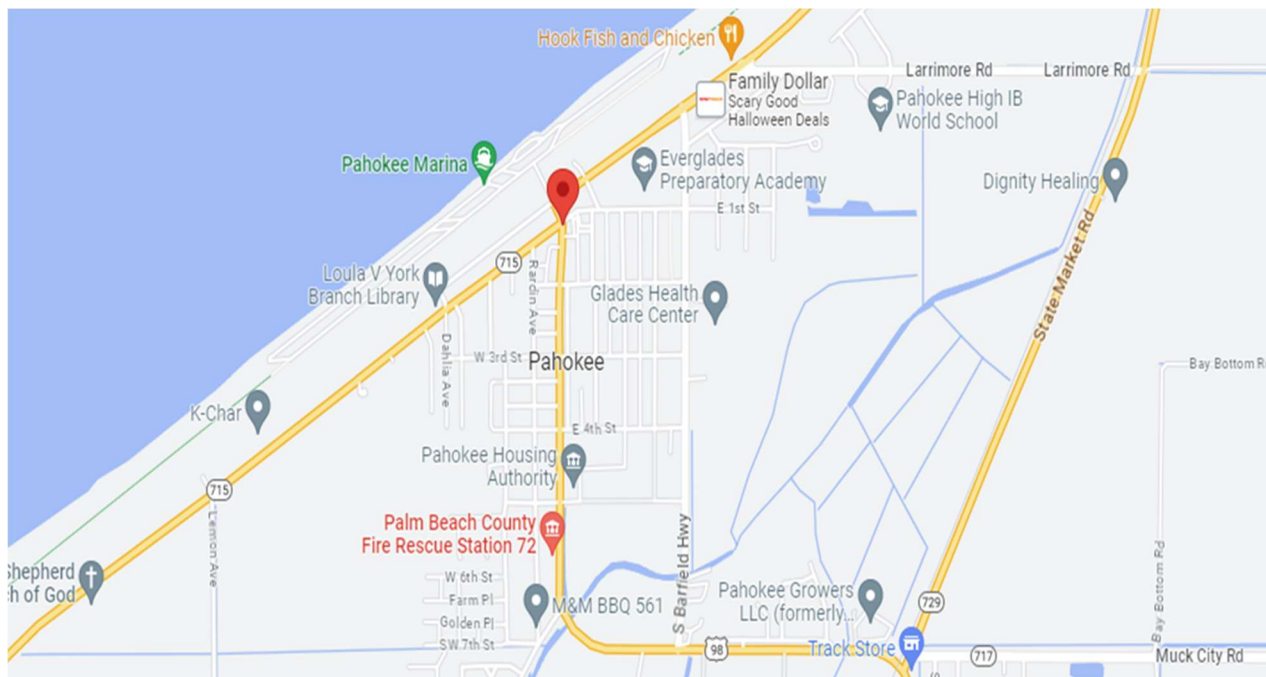 Hook Fish and Chicken
Family Dollar
Scary Good
Halloween Deals
Larrimore Rd
Larrimore Rd
Pahokee High IB
World School
Pahokee Marina
Everglades
Preparatory Academy
Dignity Healing
E 1st St
715
Rardin Ave
Loula V York
Branch Library
Glades Health
Care Center
State Market Rd
Dahlia Ave
W 3rd St
Pahokee
Bay Bottom R
K-Char
E 4th St
Pahokee Housing
Authority
715
Lemon Ave
Palm Beach County
Fire Rescue Station 72
S Barfield Hwy
Bay Bottom Rd
Shepherd
ch of God
W 6th St
Farm Pl
Golden Pl
SW 7th St
M&M BBQ 561
Pahokee Growers
LLC (formerly...
729
98
Track Store
717
Muck City Rd